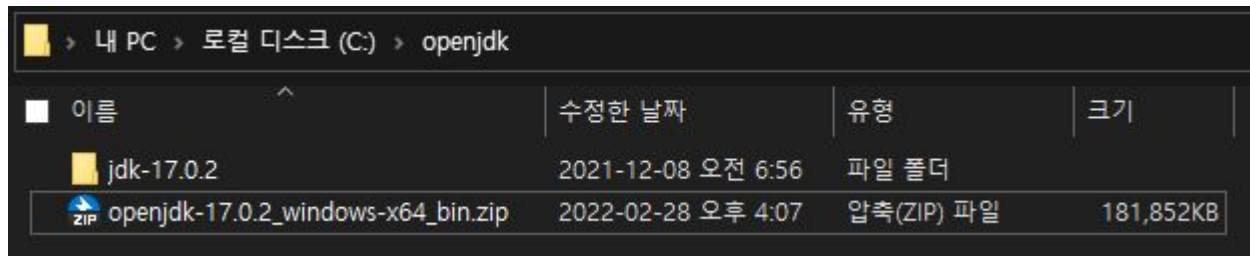 내 PC > 로컬 디스크 (C:) > openjdk
이름 수정한 날짜 유형 크기
jdk-17.0.2 2021-12-08 오전 6:56 파일 폴더
ZIP openjdk-17.0.2_windows-x64_bin.zip 2022-02-28 오후 4:07 압축(ZIP) 파일 181,852KB